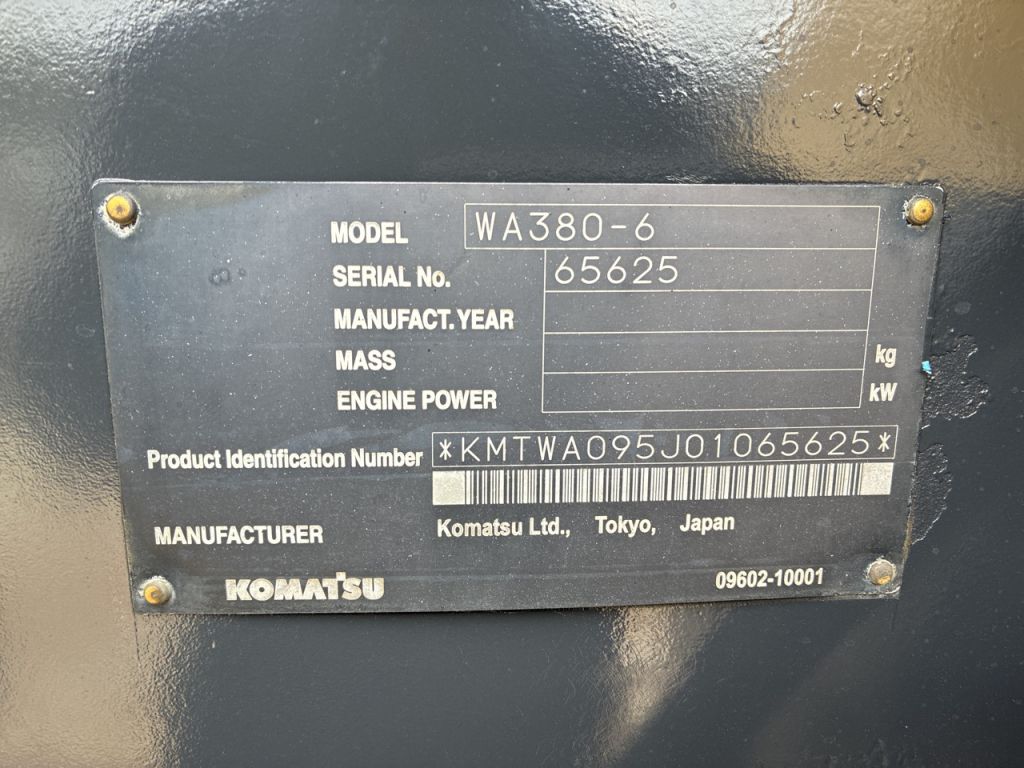 MODEL WA380-6
SERIAL No. 65625
MANUFACT. YEAR
MASS kg
ENGINE POWER kW
Product Identification Number *KMTWA095J01065625*
MANUFACTURER Komatsu Ltd., Tokyo, Japan
KOMATSU 09602-10001